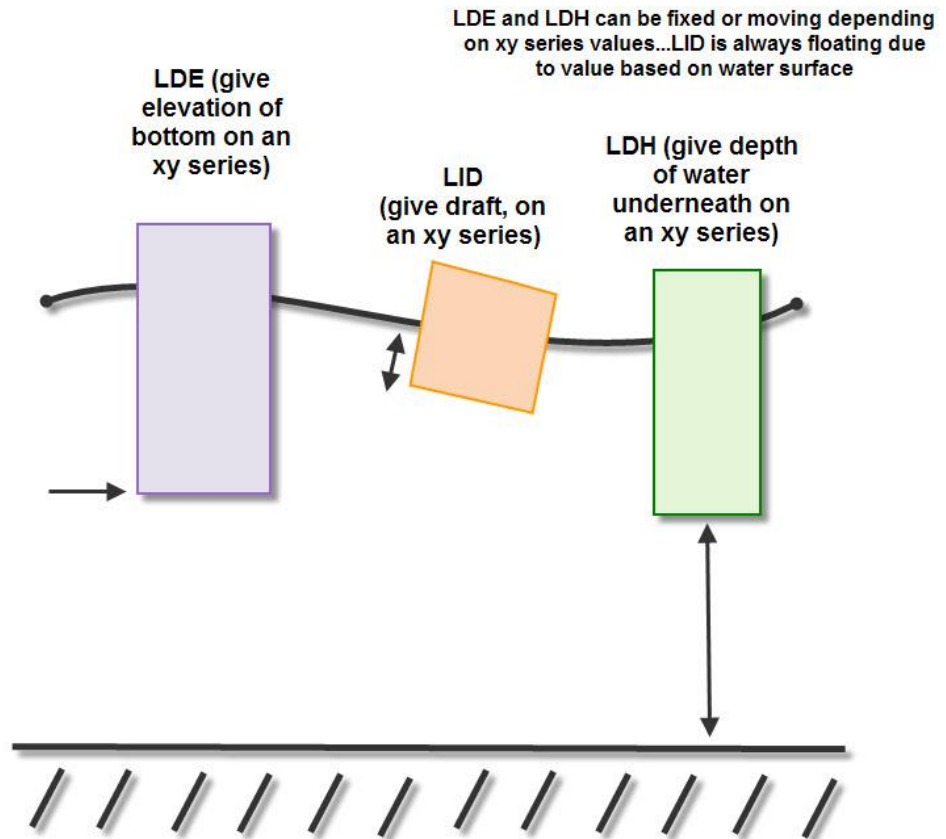 LDE and LDH can be fixed or moving depending
on xy series values...LID is always floating due
to value based on water surface
LDE (give
elevation of
bottom on an
xy series)
LID
(give draft, on
an xy series)
LDH (give depth
of water
underneath on
an xy series)